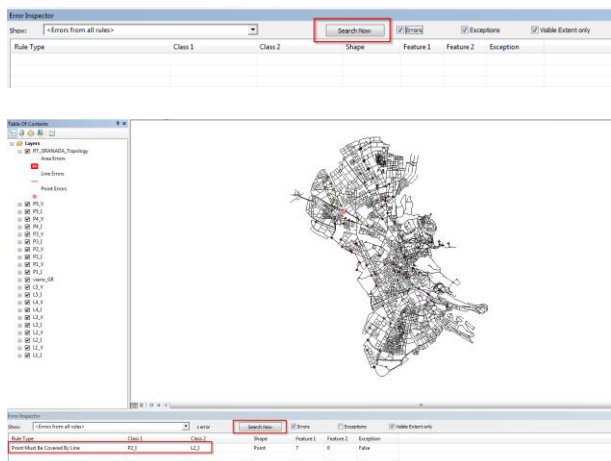 Error Inspector
Show: <Errors from all rules> Search Now Errors Exceptions Visible Extent only
Rule Type Class 1 Class 2 Shape Feature 1 Feature 2 Exception
Table Of Contents
Layers
RT_GRANADA_Topology
Area Errors
Line Errors
Point Errors
P5_V
P5_I
P4_V
P4_I
P3_V
P3_I
P2_V
P2_I
P1_V
P1_I
viario_GR
L5_V
L5_I
L4_V
L4_I
L3_V
L3_I
L2_V
L2_I
L1_V
L1_I
Error Inspector
Show: <Errors from all rules> 1 error Search Now Errors Exceptions Visible Extent only
Rule Type Class 1 Class 2 Shape Feature 1 Feature 2 Exception
Point Must Be Covered By Line P2_I L2_I Point 7 0 False